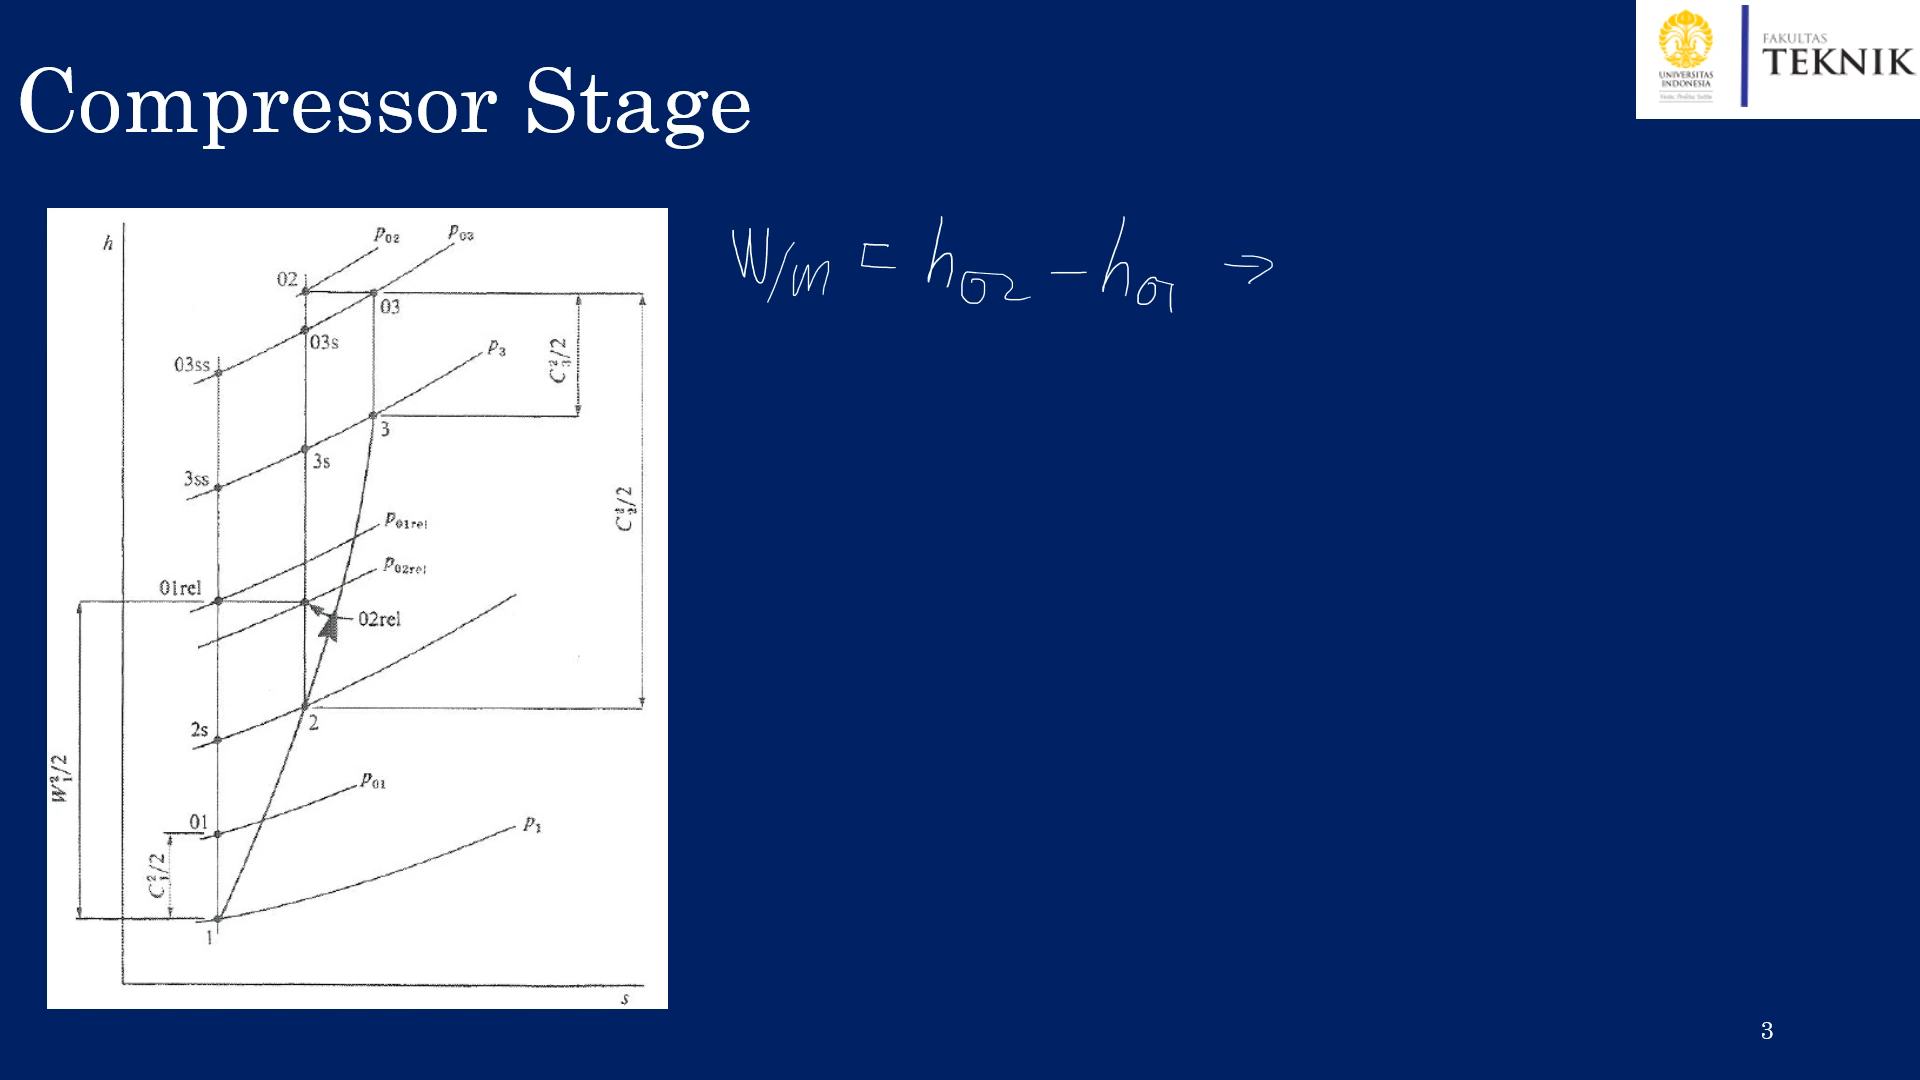 Compressor Stage
UNIVERSITAS
INDONESIA
FAKULTAS
TEKNIK
W/m = h02 - h01 →
h
p02
p03
02
03
03s
03ss
p3
C3²/2
3
3s
3ss
C2²/2
p01rel
p02rel
01rel
02rel
2s
2
W1²/2
p01
01
p1
C1²/2
1
s
3